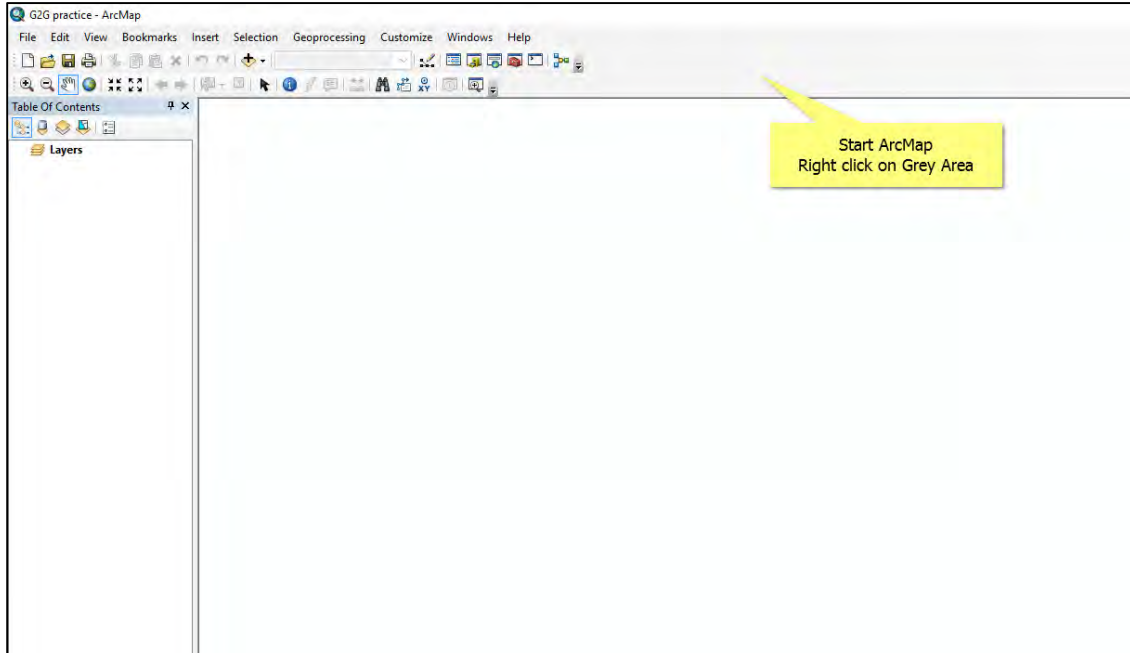 G2G practice - ArcMap
File Edit View Bookmarks Insert Selection Geoprocessing Customize Windows Help
Table Of Contents
Layers
Start ArcMap
Right click on Grey Area